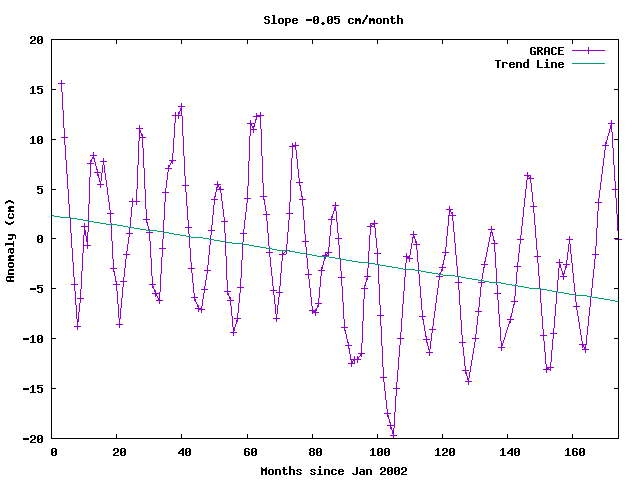 Slope -0.05 cm/month
GRACE
Trend Line
20
15
10
5
0
-5
-10
-15
-20
Anomaly (cm)
0 20 40 60 80 100 120 140 160
Months since Jan 2002